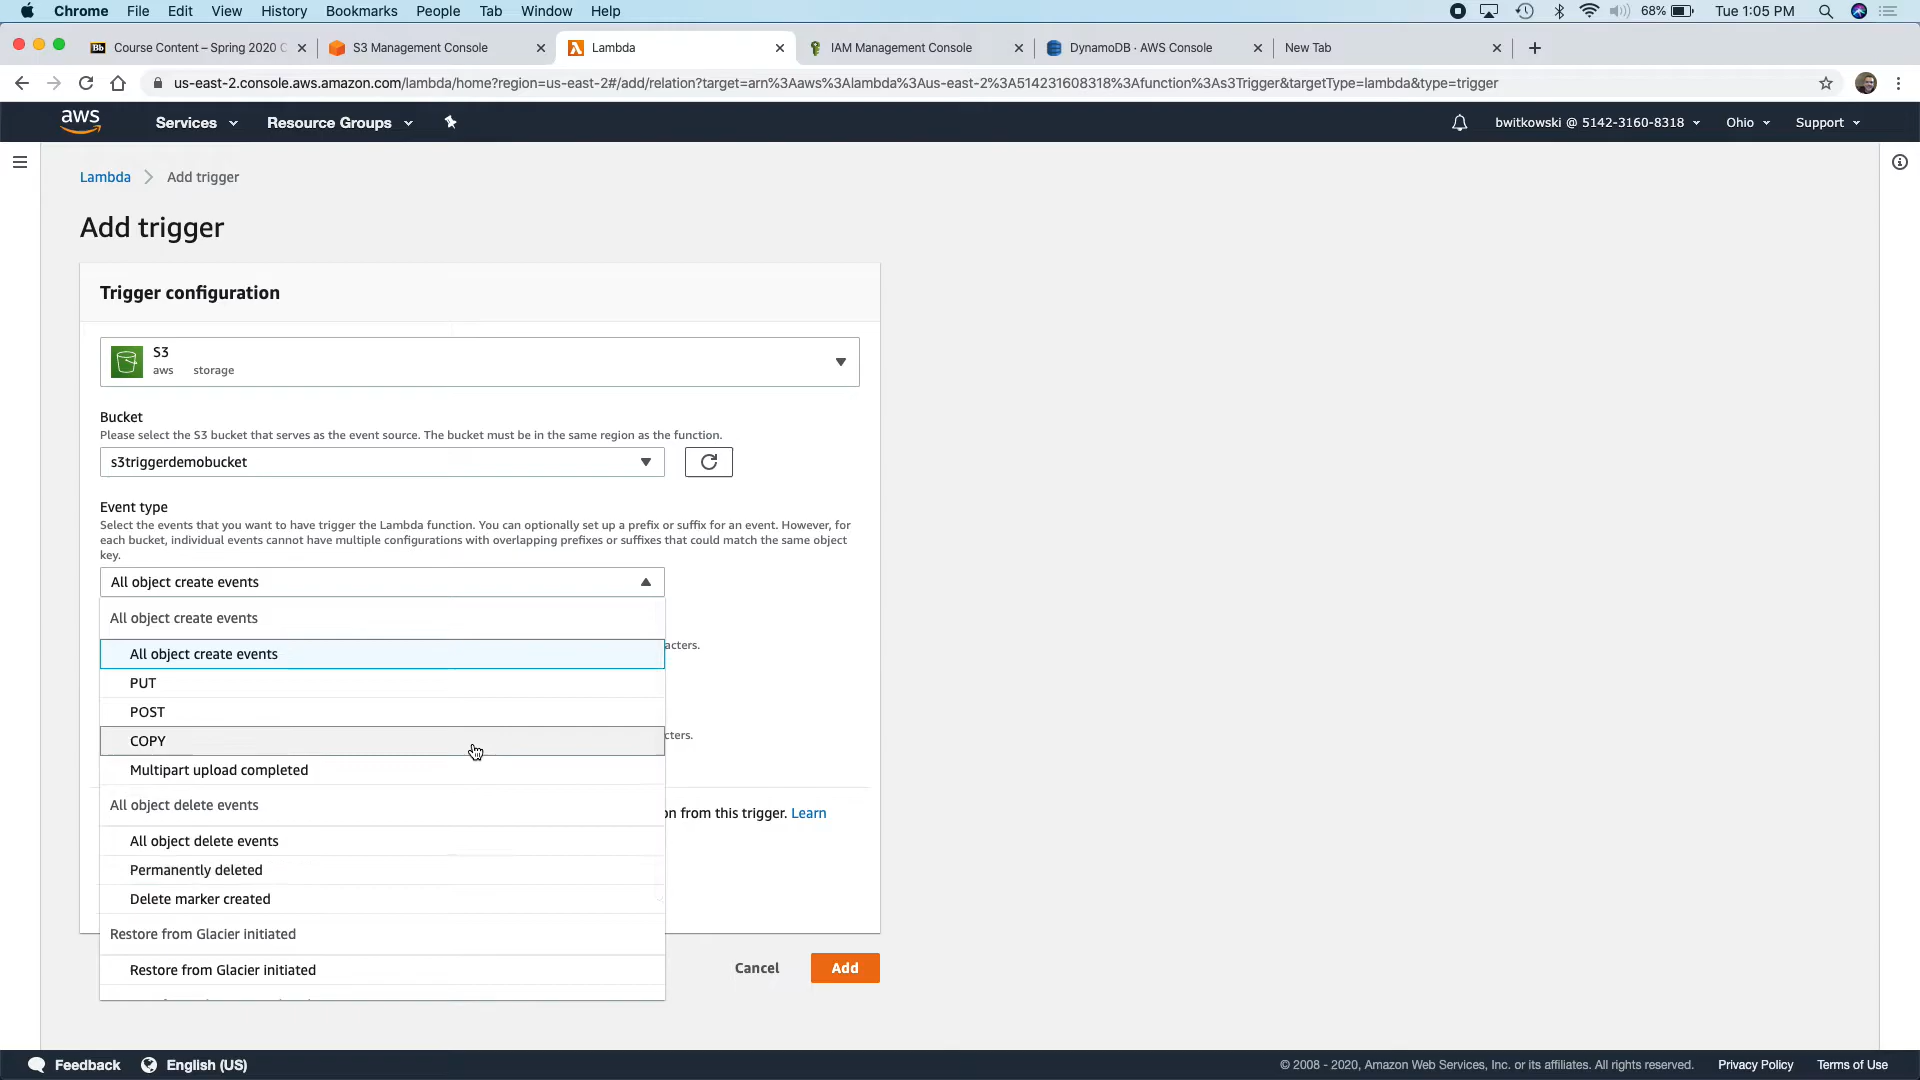 Chrome File Edit View History Bookmarks People Tab Window Help 68% Tue 1:05 PM
Bb Course Content – Spring 2020 C S3 Management Console Lambda IAM Management Console DynamoDB · AWS Console New Tab
us-east-2.console.aws.amazon.com/lambda/home?region=us-east-2#/add/relation?target=arn%3Aaws%3Alambda%3Aus-east-2%3A514231608318%3Afunction%3As3Trigger&targetType=lambda&type=trigger
aws Services Resource Groups bwitkowski @ 5142-3160-8318 Ohio Support
Lambda Add trigger
Add trigger
Trigger configuration
S3
aws storage
Bucket
Please select the S3 bucket that serves as the event source. The bucket must be in the same region as the function.
s3triggerdemobucket
Event type
Select the events that you want to have trigger the Lambda function. You can optionally set up a prefix or suffix for an event. However, for
each bucket, individual events cannot have multiple configurations with overlapping prefixes or suffixes that could match the same object
key.
All object create events
All object create events
All object create events
acters.
PUT
POST
COPY
cters.
Multipart upload completed
All object delete events
on from this trigger. Learn
All object delete events
Permanently deleted
Delete marker created
Restore from Glacier initiated
Restore from Glacier initiated
Cancel Add
Feedback English (US) © 2008 - 2020, Amazon Web Services, Inc. or its affiliates. All rights reserved. Privacy Policy Terms of Use